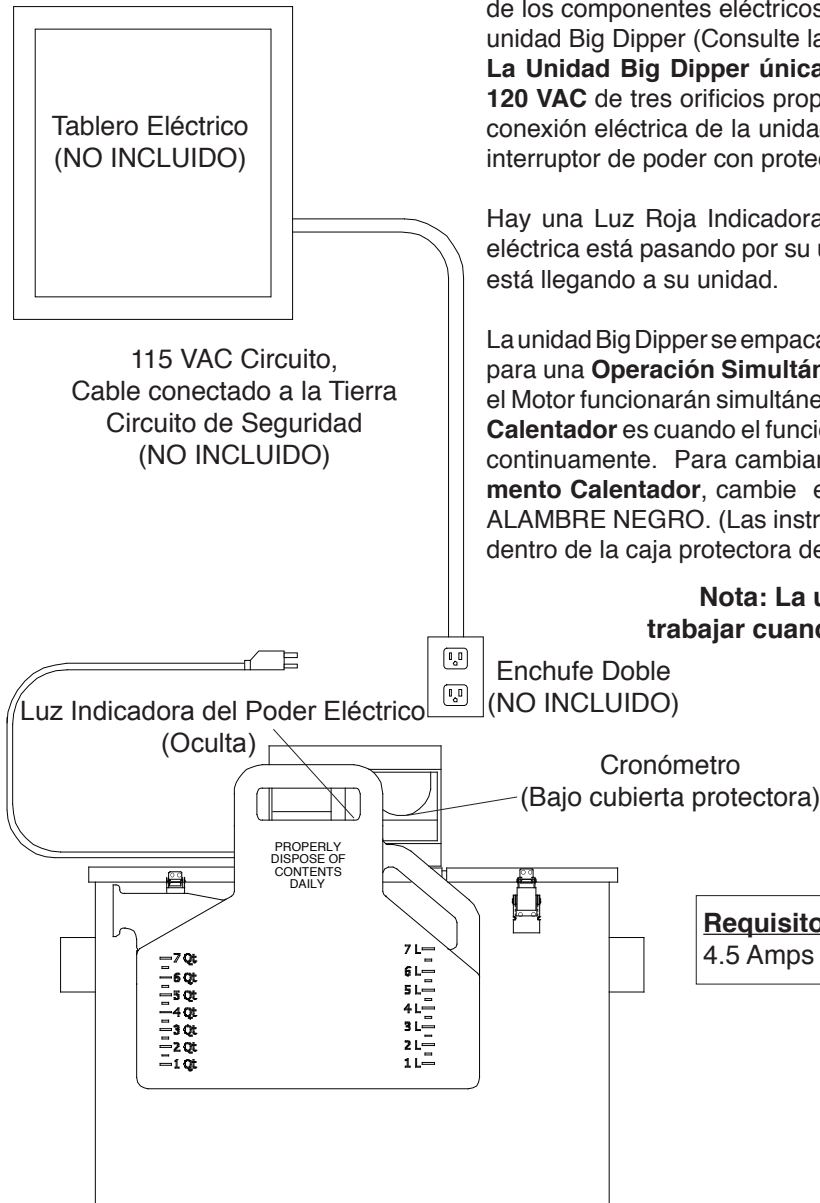 de los componentes eléctricos
unidad Big Dipper (Consulte la
La Unidad Big Dipper única
120 VAC de tres orificios prop
conexión eléctrica de la unida
interruptor de poder con protec
Hay una Luz Roja Indicadora
eléctrica está pasando por su u
está llegando a su unidad.
La unidad Big Dipper se empaca
para una Operación Simultán
el Motor funcionarán simultáne
Calentador es cuando el funci
continuamente. Para cambiar
mento Calentador, cambie e
ALAMBRE NEGRO. (Las instr
dentro de la caja protectora de
Nota: La u
trabajar cuand
Tablero Eléctrico
(NO INCLUIDO)
115 VAC Circuito,
Cable conectado a la Tierra
Circuito de Seguridad
(NO INCLUIDO)
Enchufe Doble
(NO INCLUIDO)
Luz Indicadora del Poder Eléctrico
(Oculta)
Cronómetro
(Bajo cubierta protectora)
PROPERLY
DISPOSE OF
CONTENTS
DAILY
7 Qt
6 Qt
5 Qt
4 Qt
3 Qt
2 Qt
1 Qt
7 L
6 L
5 L
4 L
3 L
2 L
1 L
Requisito
4.5 Amps